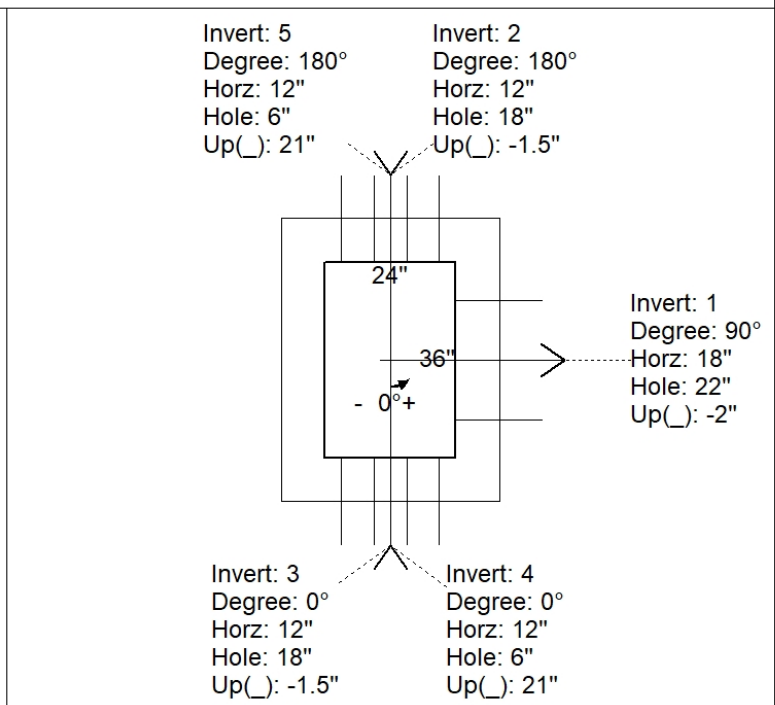 Invert: 5
Degree: 180°
Horz: 12"
Hole: 6"
Up(_): 21"
Invert: 2
Degree: 180°
Horz: 12"
Hole: 18"
Up(_): -1.5"
24"
36"
- 0°+
Invert: 1
Degree: 90°
Horz: 18"
Hole: 22"
Up(_): -2"
Invert: 3
Degree: 0°
Horz: 12"
Hole: 18"
Up(_): -1.5"
Invert: 4
Degree: 0°
Horz: 12"
Hole: 6"
Up(_): 21"